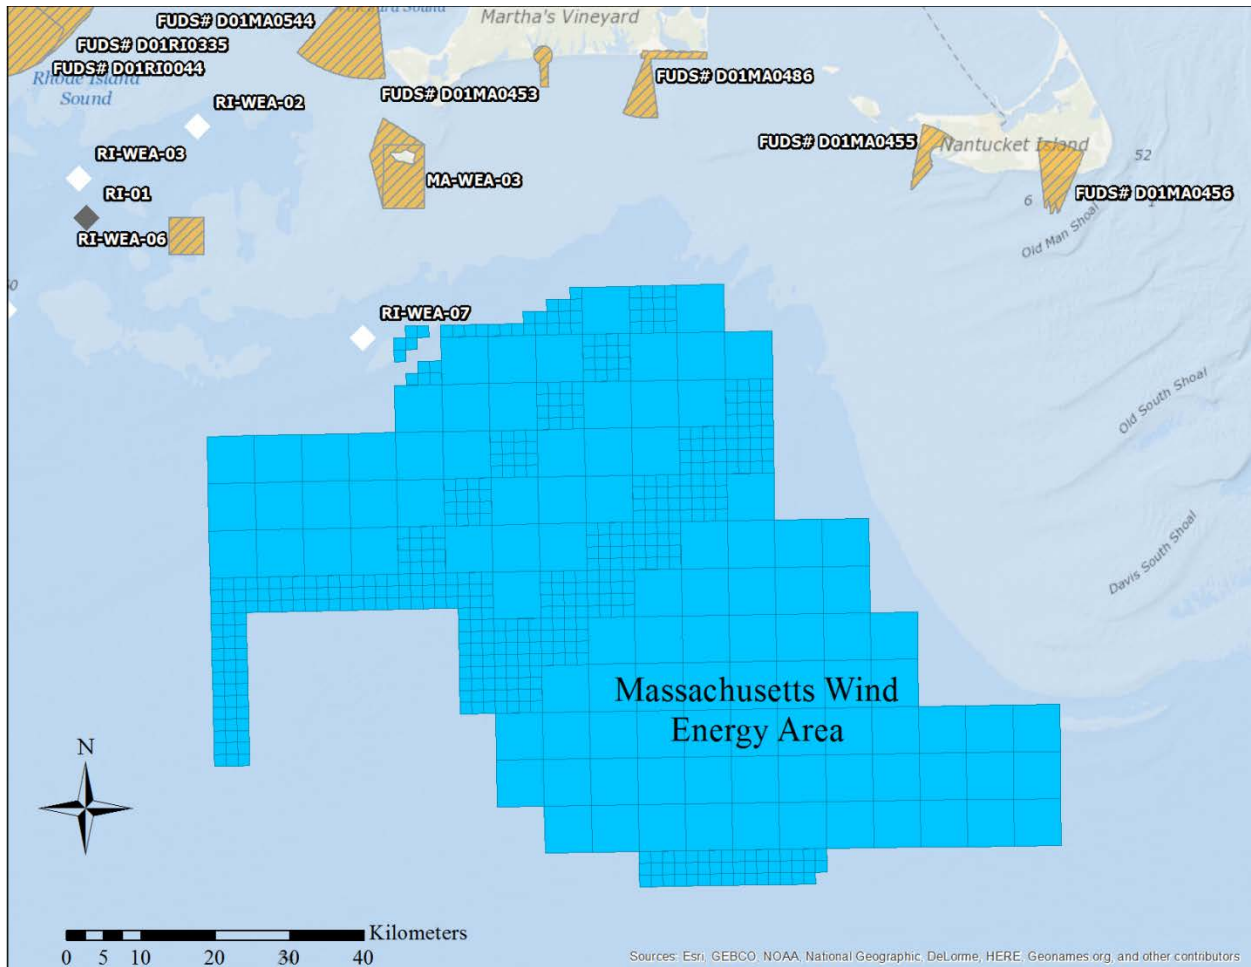 FUDS# D01MA0544
Martha's Vineyard
FUDS# D01RI0335
FUDS# D01RI0044
Rhode Island
Sound
FUDS# D01MA0453
FUDS# D01MA0486
RI-WEA-02
RI-WEA-03
FUDS# D01MA0455
Nantucket Island
52
MA-WEA-03
RI-01
FUDS# D01MA0456
6
1
RI-WEA-06
Old Man Shoal
RI-WEA-07
Old South Shoal
Davis South Shoal
Massachusetts Wind
Energy Area
N
Kilometers
0 5 10 20 30 40
Sources: Esri, GEBCO, NOAA, National Geographic, DeLorme, HERE, Geonames.org, and other contributors